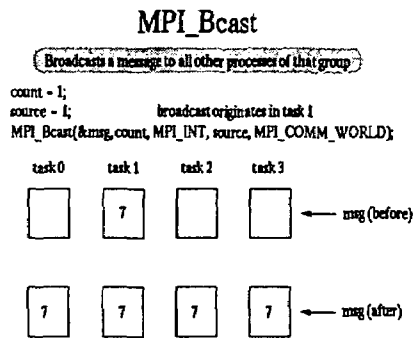 MPI_Bcast
Broadcasts a message to all other processes of that group
count = 1;
source = 1; broadcast originates in task 1
MPI_Bcast(&msg, count, MPI_INT, source, MPI_COMM_WORLD);
task 0 task 1 task 2 task 3
7 msg (before)
7 7 7 7 msg (after)